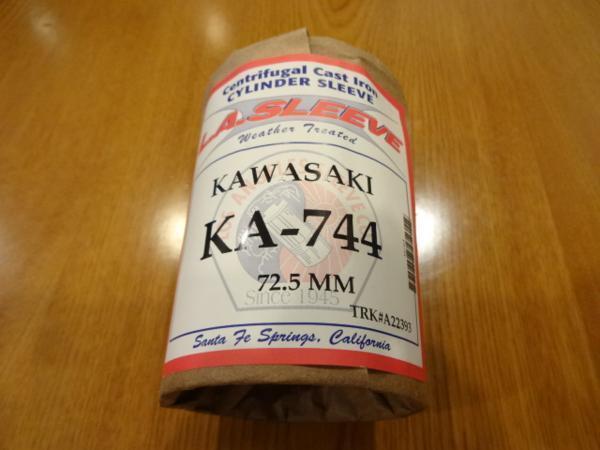 Centrifugal Cast Iron
CYLINDER SLEEVE
L.A. SLEEVE
Weather Treated
KAWASAKI
KA-744
72.5 MM
Since 1945
TRK#A22393
Santa Fe Springs, California